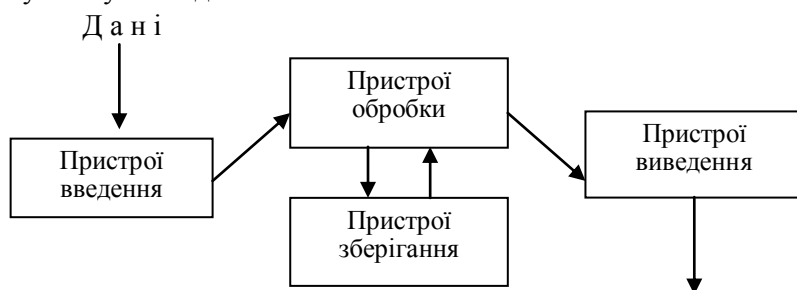 Д а н і
Пристрої
обробки
Пристрої
введення
Пристрої
виведення
Пристрої
зберігання